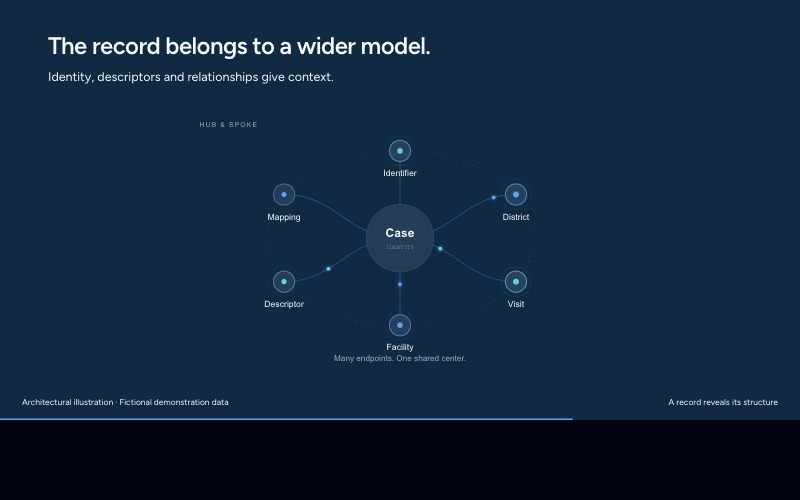 The record belongs to a wider model.
Identity, descriptors and relationships give context.
HUB & SPOKE
Identifier
Mapping
District
Case
IDENTITY
Descriptor
Visit
Facility
Many endpoints. One shared center.
Architectural illustration · Fictional demonstration data
A record reveals its structure